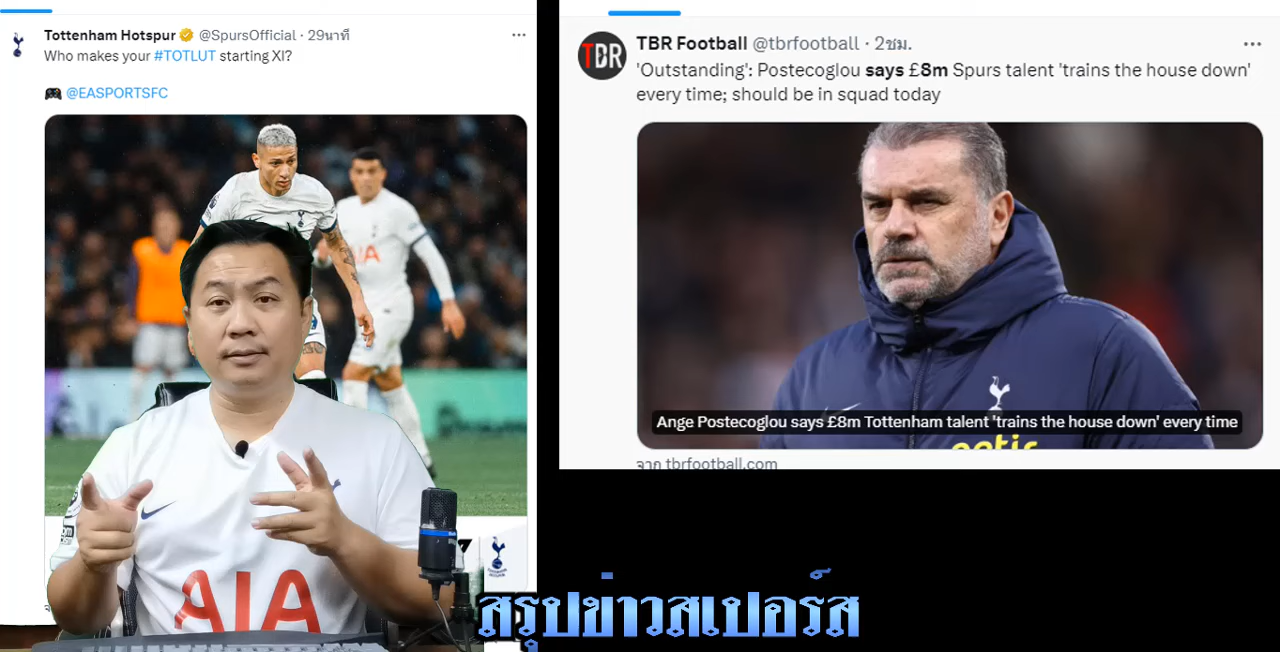 Tottenham Hotspur @SpursOfficial · 29นาที
Who makes your #TOTLUT starting XI?
@EASPORTSFC
AIA
AIA
TBR Football @tbrfootball · 2ชม.
TBR
'Outstanding': Postecoglou says £8m Spurs talent 'trains the house down'
every time; should be in squad today
Ange Postecoglou says £8m Tottenham talent 'trains the house down' every time
จาก tbrfootball.com
สรุปข่าวสเปอร์ส